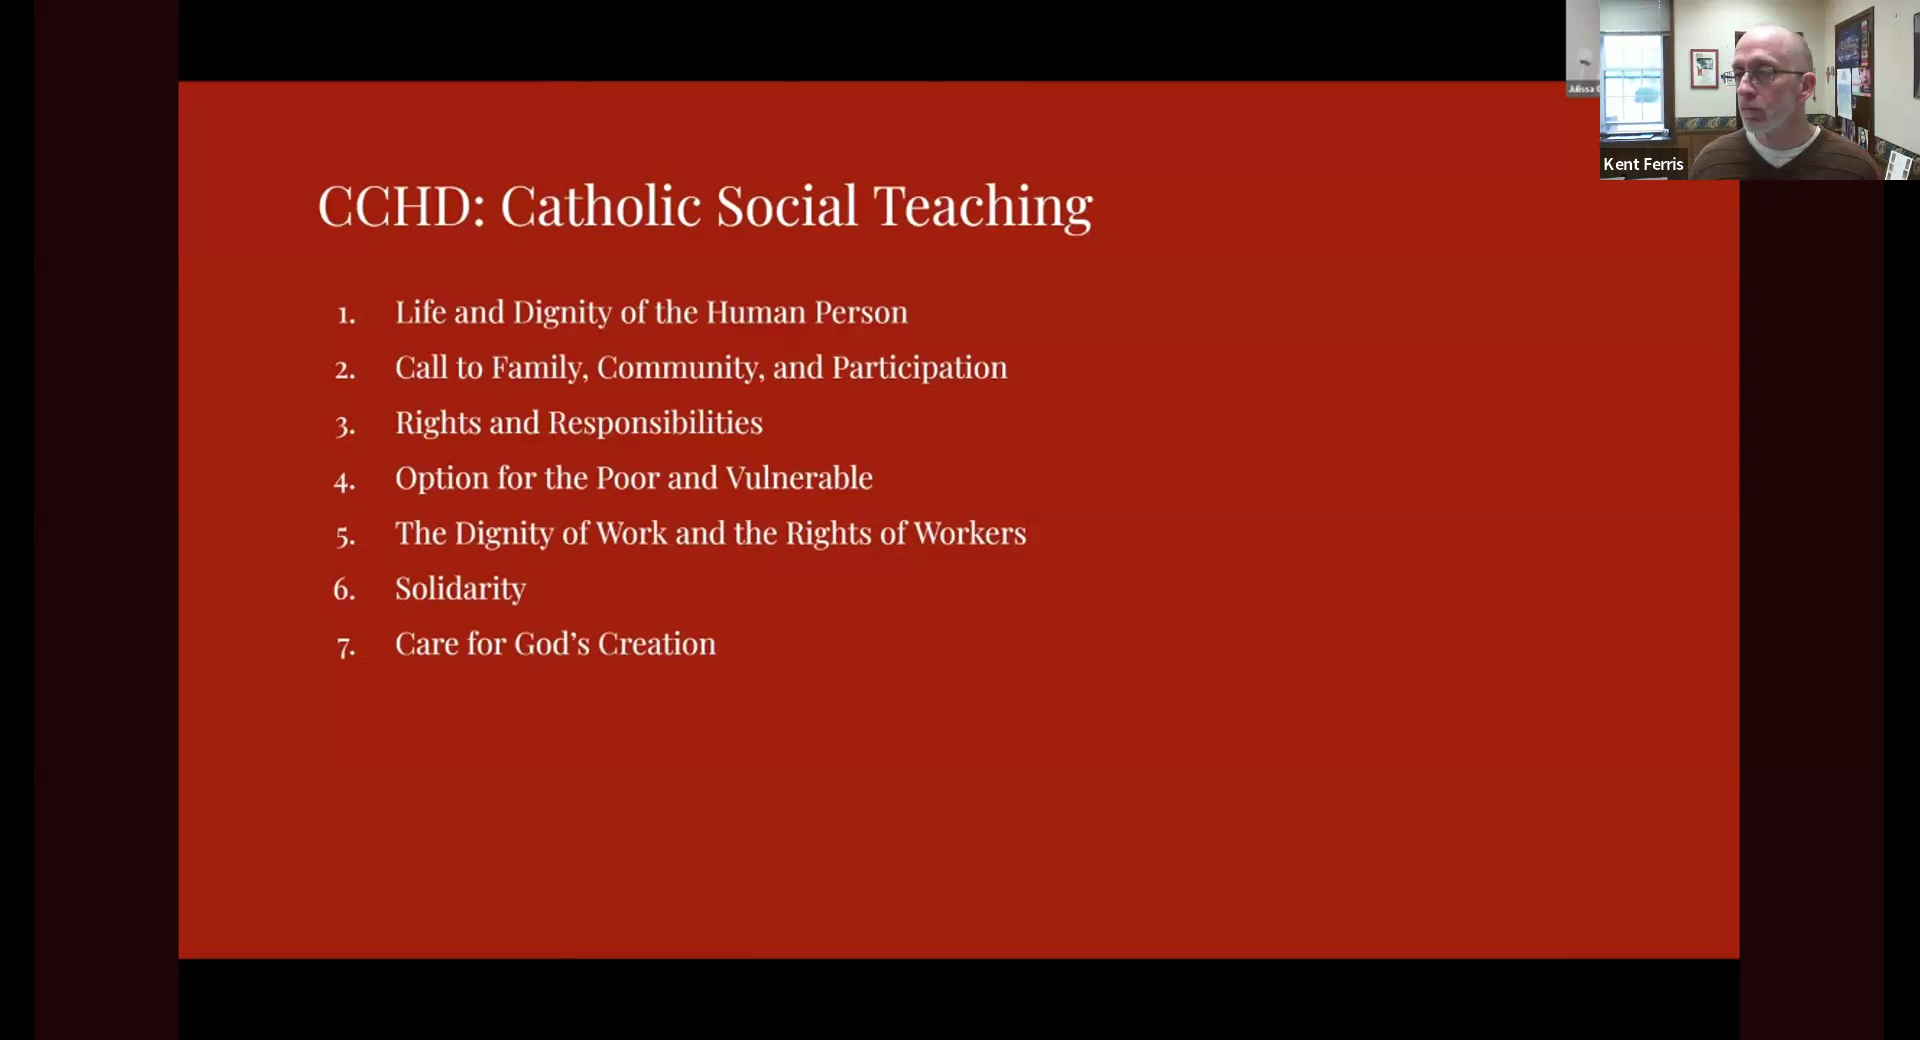 CCHD: Catholic Social Teaching
1. Life and Dignity of the Human Person
2. Call to Family, Community, and Participation
3. Rights and Responsibilities
4. Option for the Poor and Vulnerable
5. The Dignity of Work and the Rights of Workers
6. Solidarity
7. Care for God’s Creation
Julissa
Kent Ferris